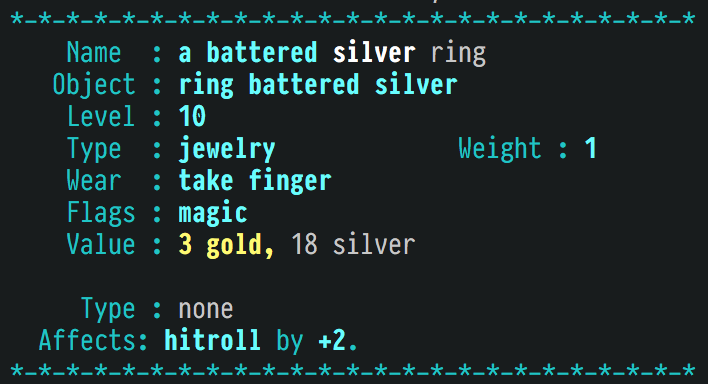 *-*-*-*-*-*-*-*-*-*-*-*-*-*-*-*-*-*-*-*-*-*-*-*-*
Name : a battered silver ring
Object : ring battered silver
Level : 10
Type : jewelry Weight : 1
Wear : take finger
Flags : magic
Value : 3 gold, 18 silver
Type : none
Affects: hitroll by +2.
*-*-*-*-*-*-*-*-*-*-*-*-*-*-*-*-*-*-*-*-*-*-*-*-*